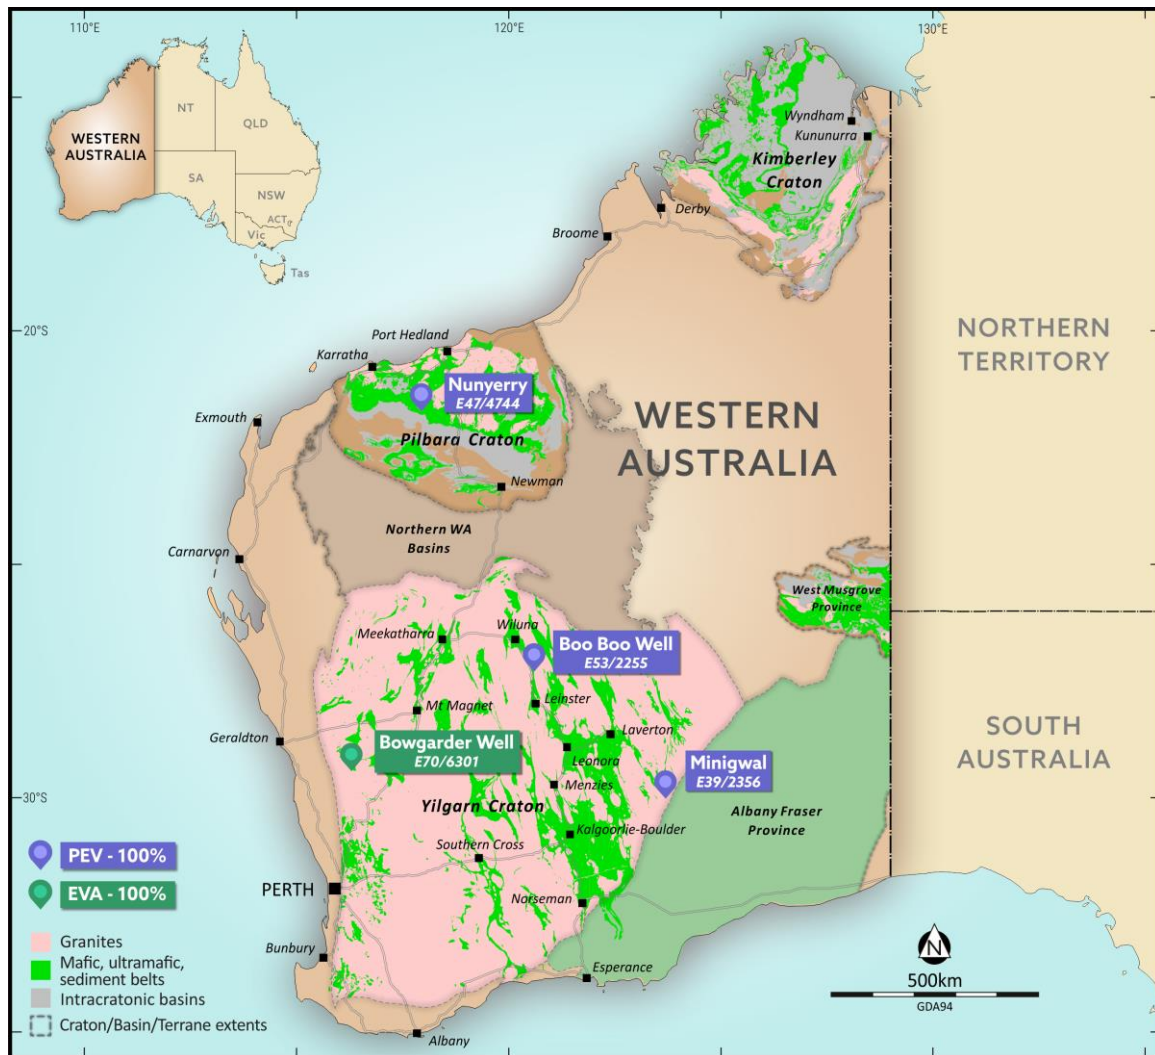 110°E
120°E
130°E
WESTERN
AUSTRALIA
NT
QLD
SA
NSW
ACT
Vic
Tas
Wyndham
Kununurra
Kimberley
Craton
Derby
Broome
20°S
Port Hedland
Karratha
Nunyerry
E47/4744
Exmouth
Pilbara Craton
Newman
WESTERN
AUSTRALIA
NORTHERN
TERRITORY
Northern WA
Basins
Carnarvon
West Musgrove
Province
Meekatharra
Wiluna
Boo Boo Well
E53/2255
Leinster
Mt Magnet
Geraldton
Laverton
Bowgarder Well
E70/6301
Leonora
Minigwal
E39/2356
SOUTH
AUSTRALIA
30°S
Menzies
Yilgarn Craton
Albany Fraser
Province
Kalgoorlie-Boulder
Southern Cross
PEV - 100%
EVA - 100%
PERTH
Norseman
Bunbury
Esperance
Albany
Granites
Mafic, ultramafic,
sediment belts
Intracratonic basins
Craton/Basin/Terrane extents
N
500km
GDA94